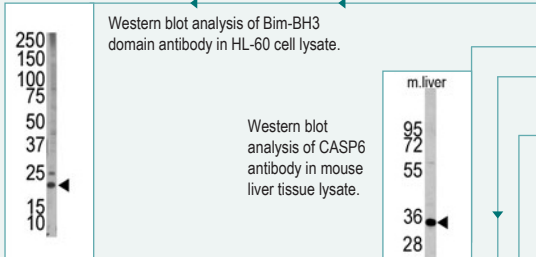 Western blot analysis of Bim-BH3
domain antibody in HL-60 cell lysate.
250
150
100
75
50
37
25
15
10
Western blot
analysis of CASP6
antibody in mouse
liver tissue lysate.
m.liver
95
72
55
36
28